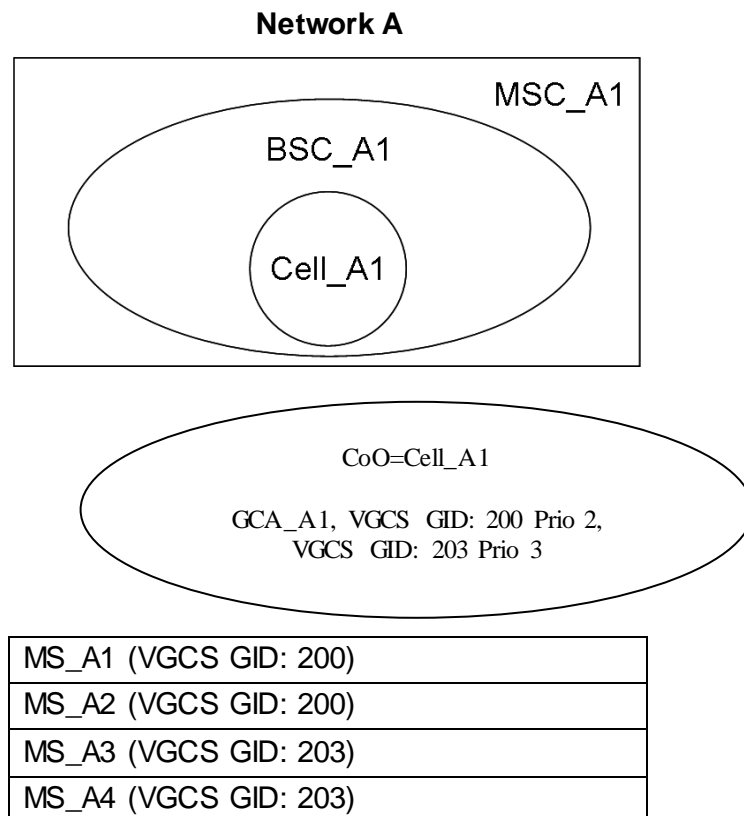 Network A
MSC_A1
BSC_A1
Cell_A1
CoO=Cell_A1
GCA_A1, VGCS GID: 200 Prio 2,
VGCS GID: 203 Prio 3
MS_A1 (VGCS GID: 200)
MS_A2 (VGCS GID: 200)
MS_A3 (VGCS GID: 203)
MS_A4 (VGCS GID: 203)